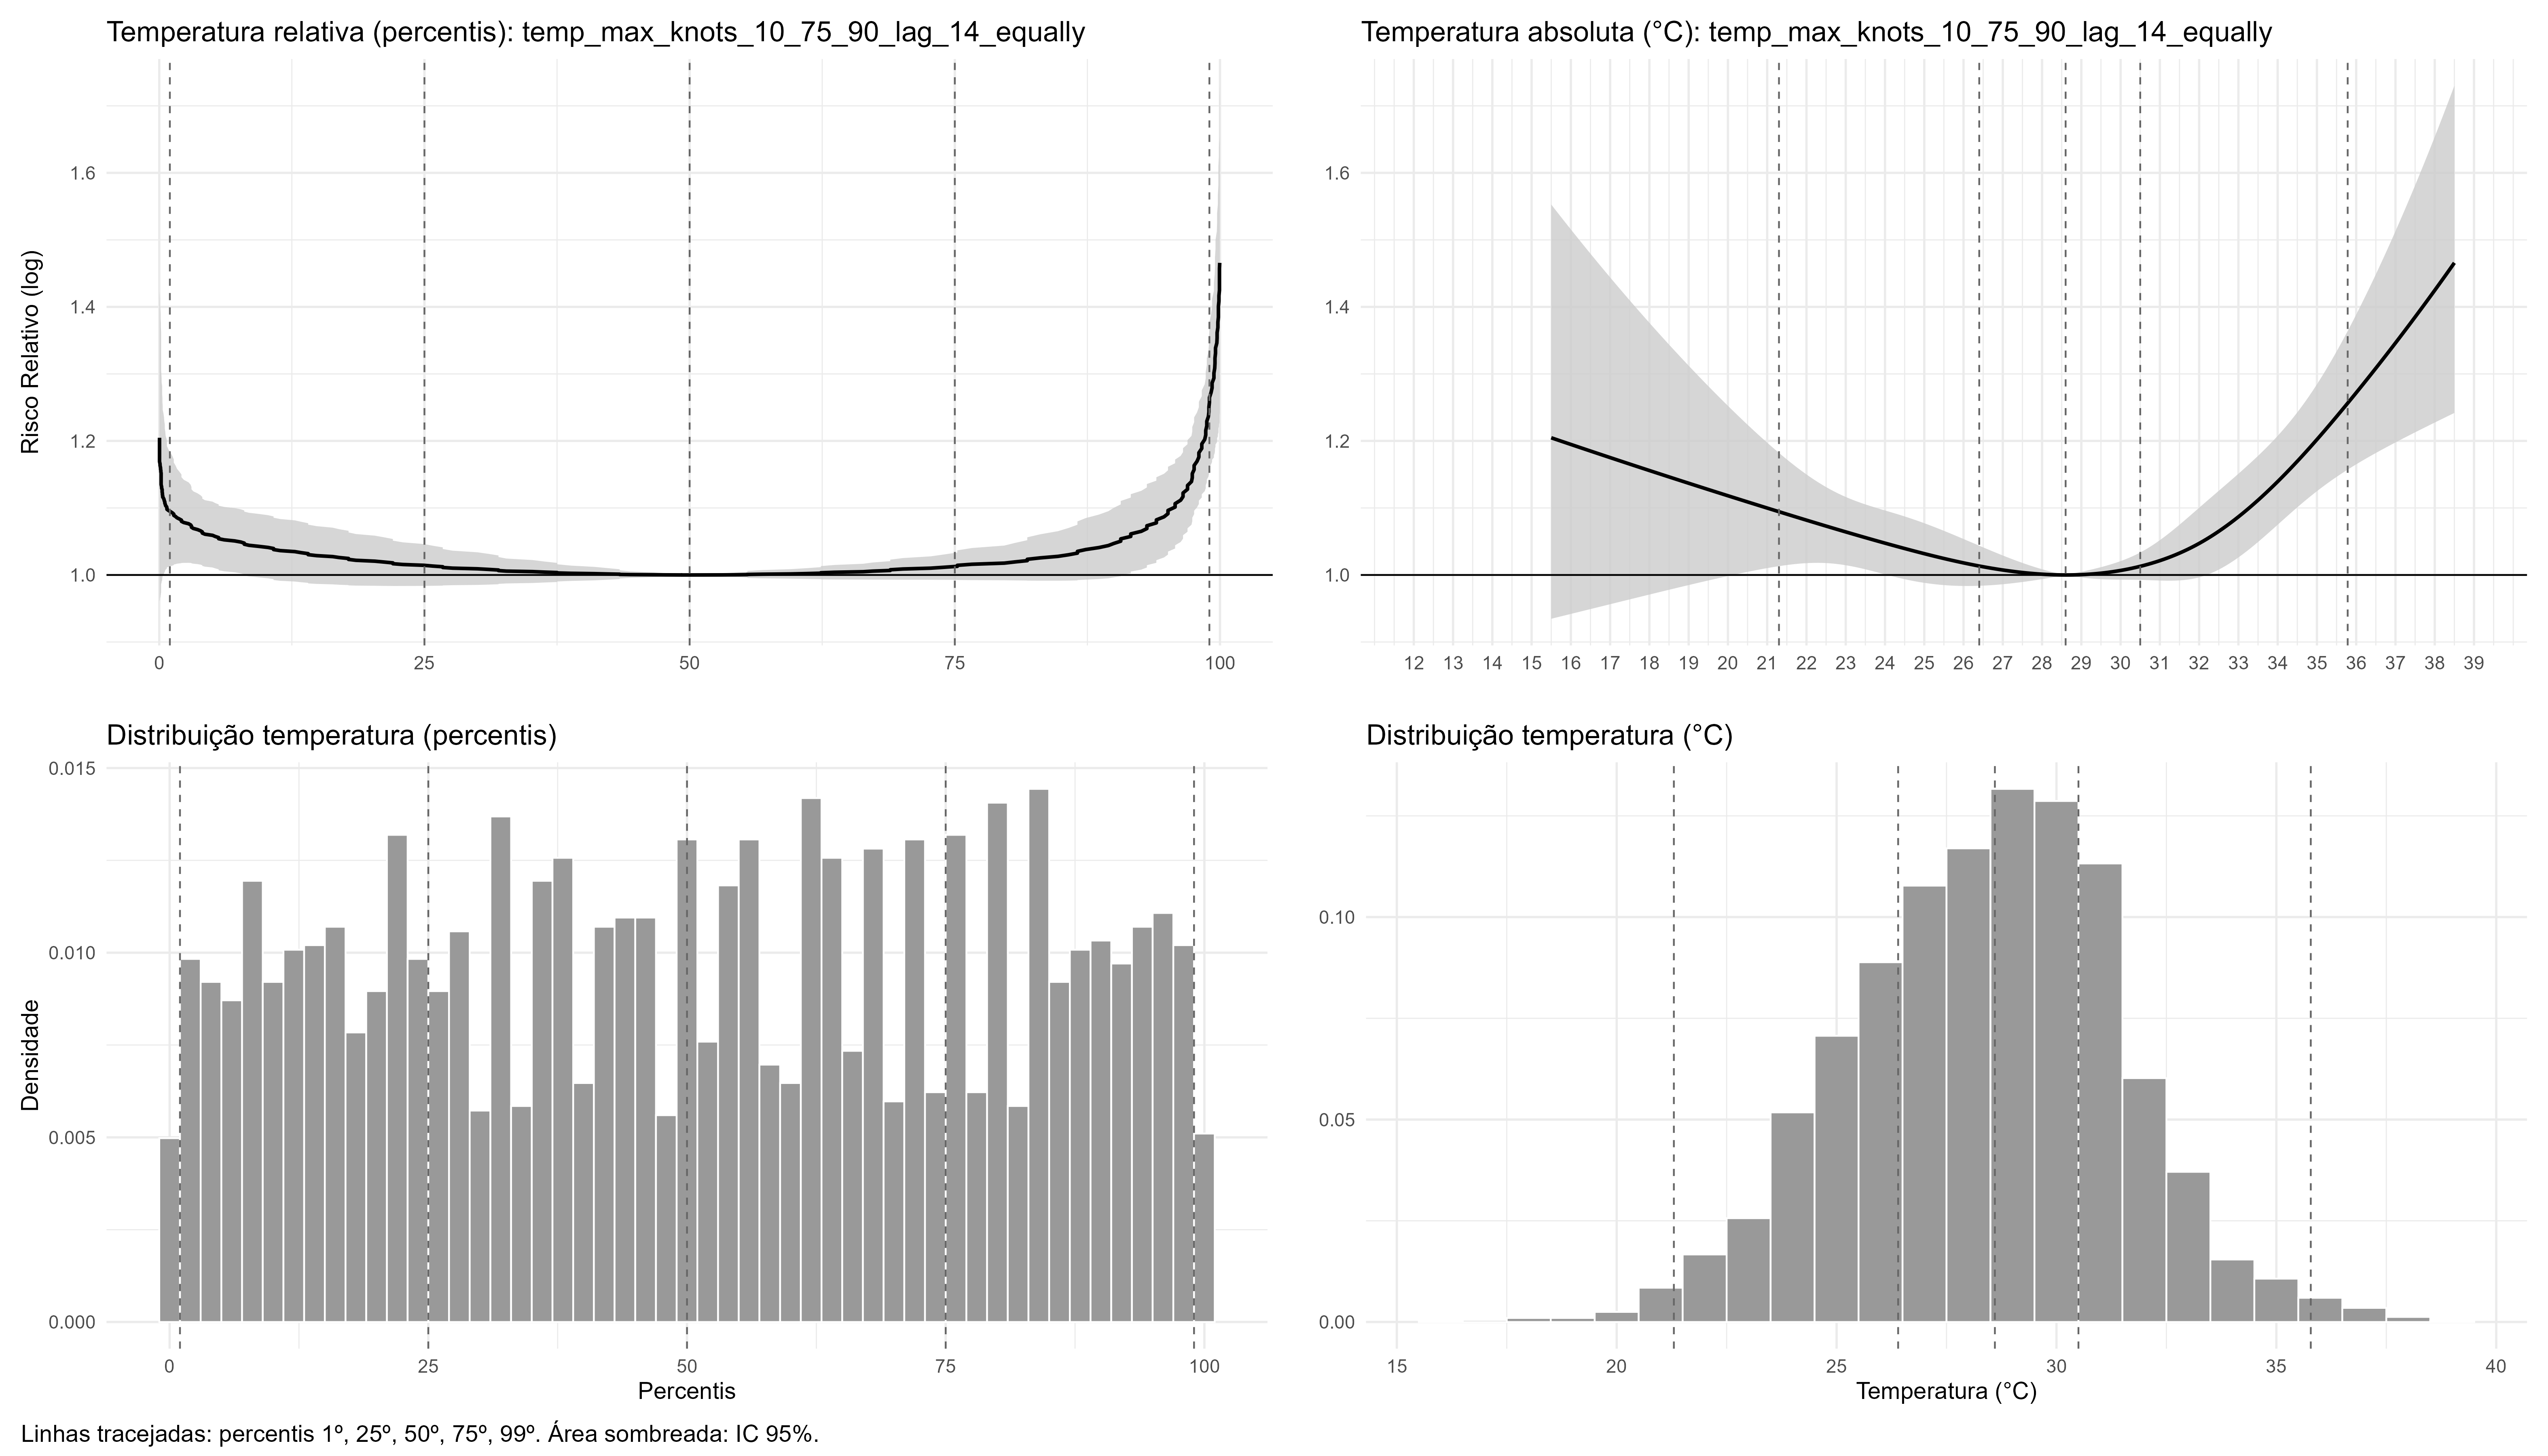 Temperatura relativa (percentis): temp_max_knots_10_75_90_lag_14_equally
Risco Relativo (log)
1.6
1.4
1.2
1.0
0 25 50 75 100
Temperatura absoluta (°C): temp_max_knots_10_75_90_lag_14_equally
1.6
1.4
1.2
1.0
12 13 14 15 16 17 18 19 20 21 22 23 24 25 26 27 28 29 30 31 32 33 34 35 36 37 38 39
Distribuição temperatura (percentis)
Densidade
0.015
0.010
0.005
0.000
0 25 50 75 100
Percentis
Distribuição temperatura (°C)
0.10
0.05
0.00
15 20 25 30 35 40
Temperatura (°C)
Linhas tracejadas: percentis 1º, 25º, 50º, 75º, 99º. Área sombreada: IC 95%.